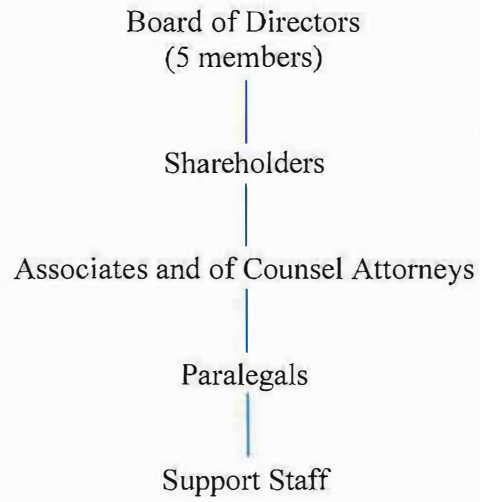 Board of Directors
(5 members)
Shareholders
Associates and of Counsel Attorneys
Paralegals
Support Staff